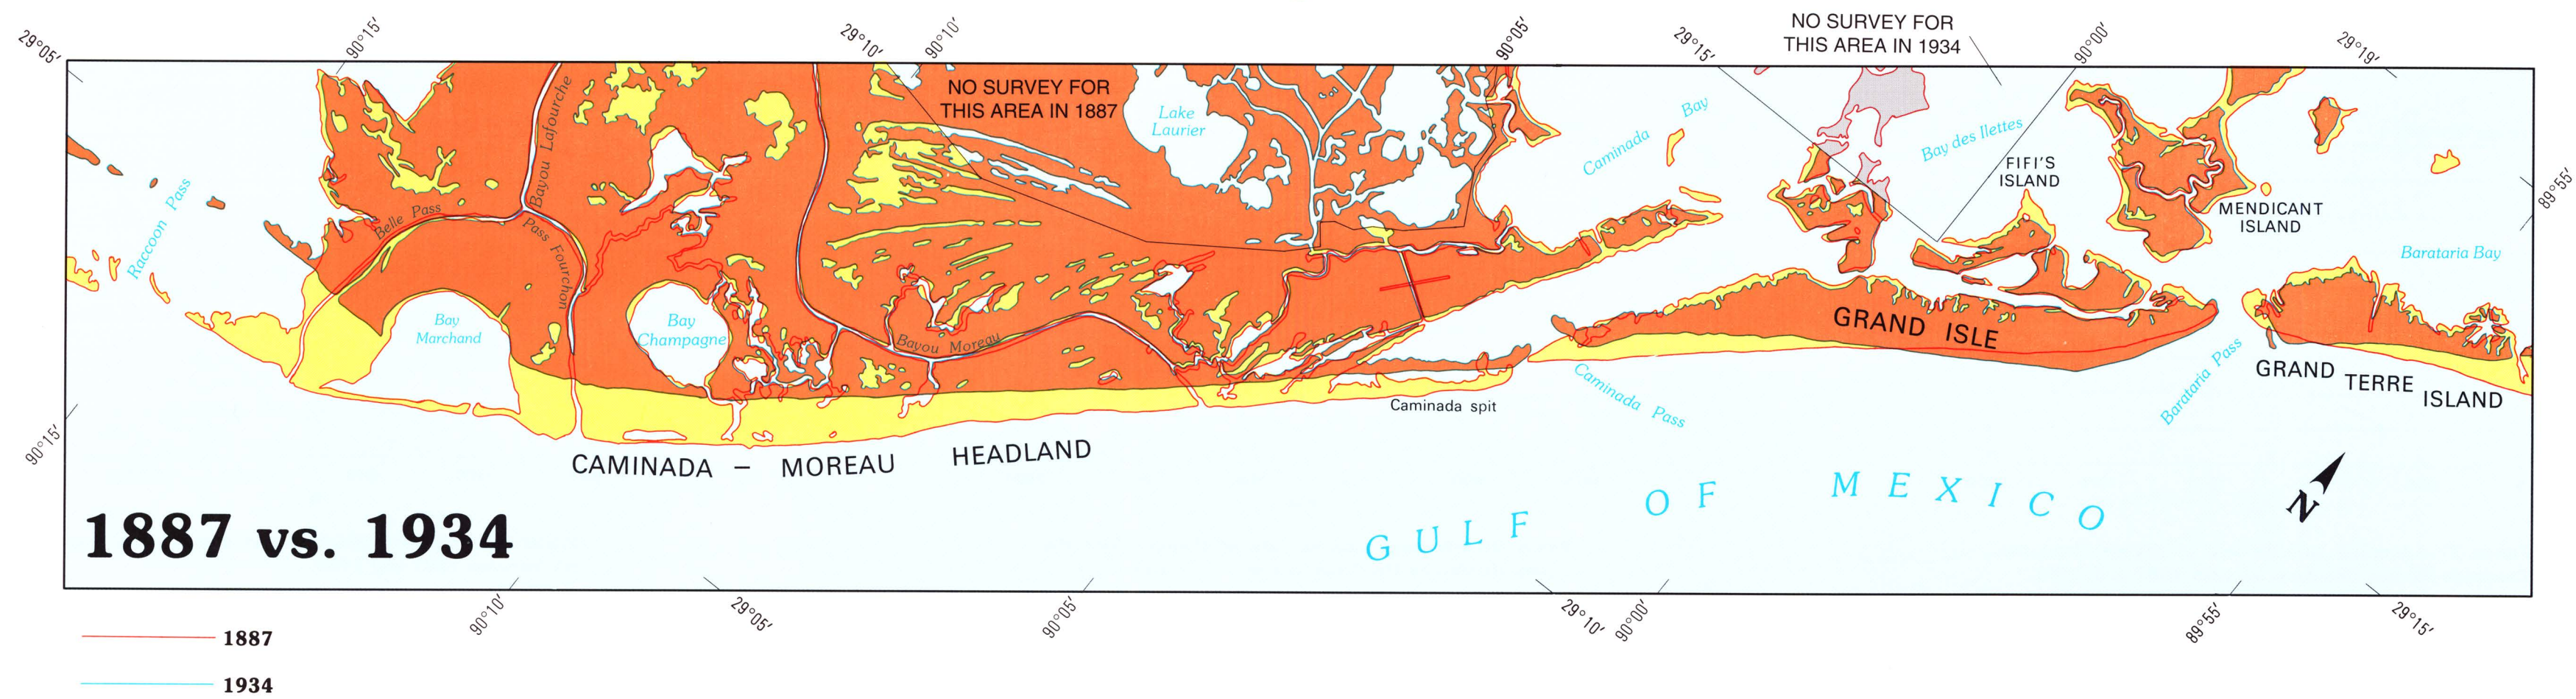 29°05′
90°15′
29°10′
90°10′
90°05′
29°15′
NO SURVEY FOR
THIS AREA IN 1934
90°00′
29°19′
NO SURVEY FOR
THIS AREA IN 1887
Lake
Laurier
Bayou Lafourche
Caminada Bay
Bay des Ilettes
FIFI'S
ISLAND
MENDICANT
ISLAND
89°55′
Raccoon Pass
Belle Pass
Pass Fourchon
Barataria Bay
Bay
Marchand
Bay
Champagne
Bayou Moreau
GRAND ISLE
GRAND TERRE ISLAND
Barataria Pass
Caminada Pass
Caminada spit
90°15′
CAMINADA – MOREAU HEADLAND
GULF OF MEXICO
N
1887 vs. 1934
90°10′
29°05′
90°05′
29°10′
90°00′
89°55′
29°15′
1887
1934